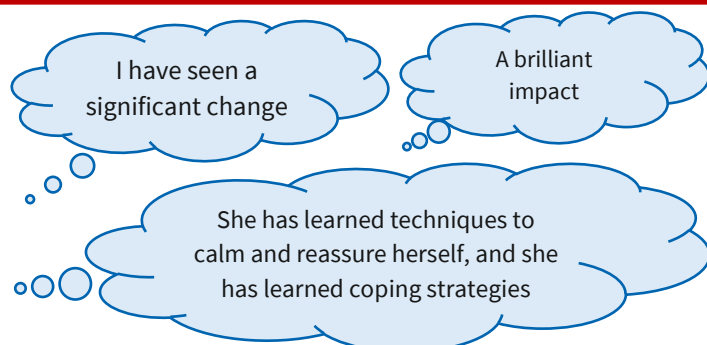 I have seen a
significant change
A brilliant
impact
She has learned techniques to
calm and reassure herself, and she
has learned coping strategies